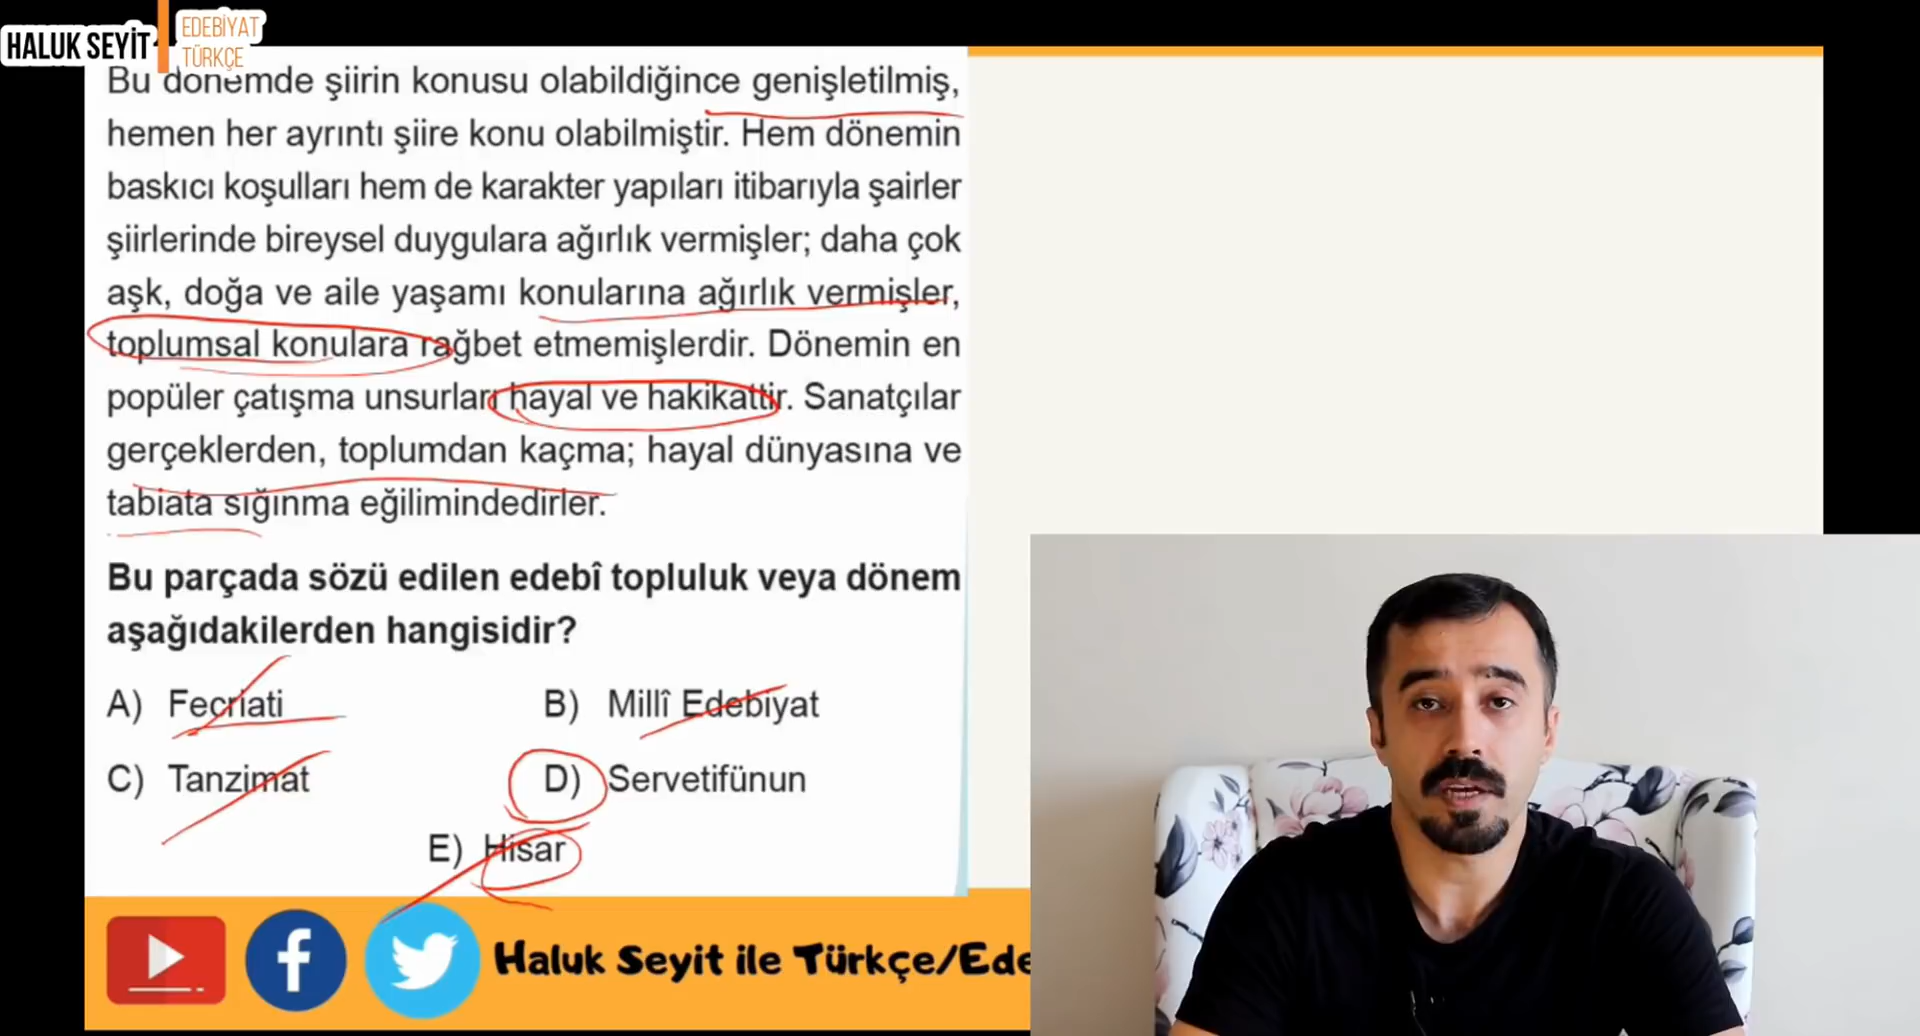 HALUK SEYİT
EDEBİYAT
TÜRKÇE
Bu dönemde şiirin konusu olabildiğince genişletilmiş,
hemen her ayrıntı şiire konu olabilmiştir. Hem dönemin
baskıcı koşulları hem de karakter yapıları itibarıyla şairler
şiirlerinde bireysel duygulara ağırlık vermişler; daha çok
aşk, doğa ve aile yaşamı konularına ağırlık vermişler,
toplumsal konulara rağbet etmemişlerdir. Dönemin en
popüler çatışma unsurları hayal ve hakikattir. Sanatçılar
gerçeklerden, toplumdan kaçma; hayal dünyasına ve
tabiata sığınma eğilimindedirler.
Bu parçada sözü edilen edebî topluluk veya dönem
aşağıdakilerden hangisidir?
A) Fecriati
B) Millî Edebiyat
C) Tanzimat
D) Servetifünun
E) Hisar
Haluk Seyit ile Türkçe/Ede